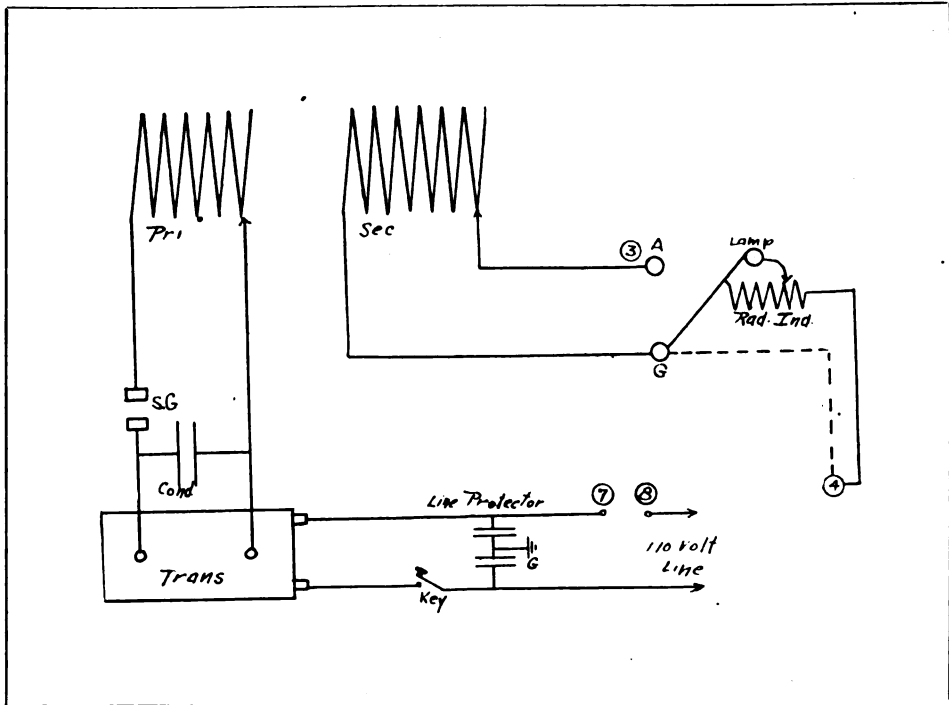 Pri
Sec
③ A
Lamp
Rad. Ind.
G
S.G
Cond
④
Line Protector
⑦ ⑧
110 volt
Line
G
Trans
Key